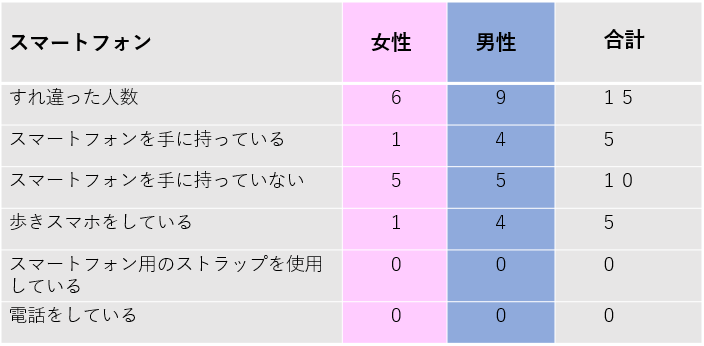 スマートフォン 女性 男性 合計
すれ違った人数 6 9 15
スマートフォンを手に持っている 1 4 5
スマートフォンを手に持っていない 5 5 10
歩きスマホをしている 1 4 5
スマートフォン用のストラップを使用
している 0 0 0
電話をしている 0 0 0